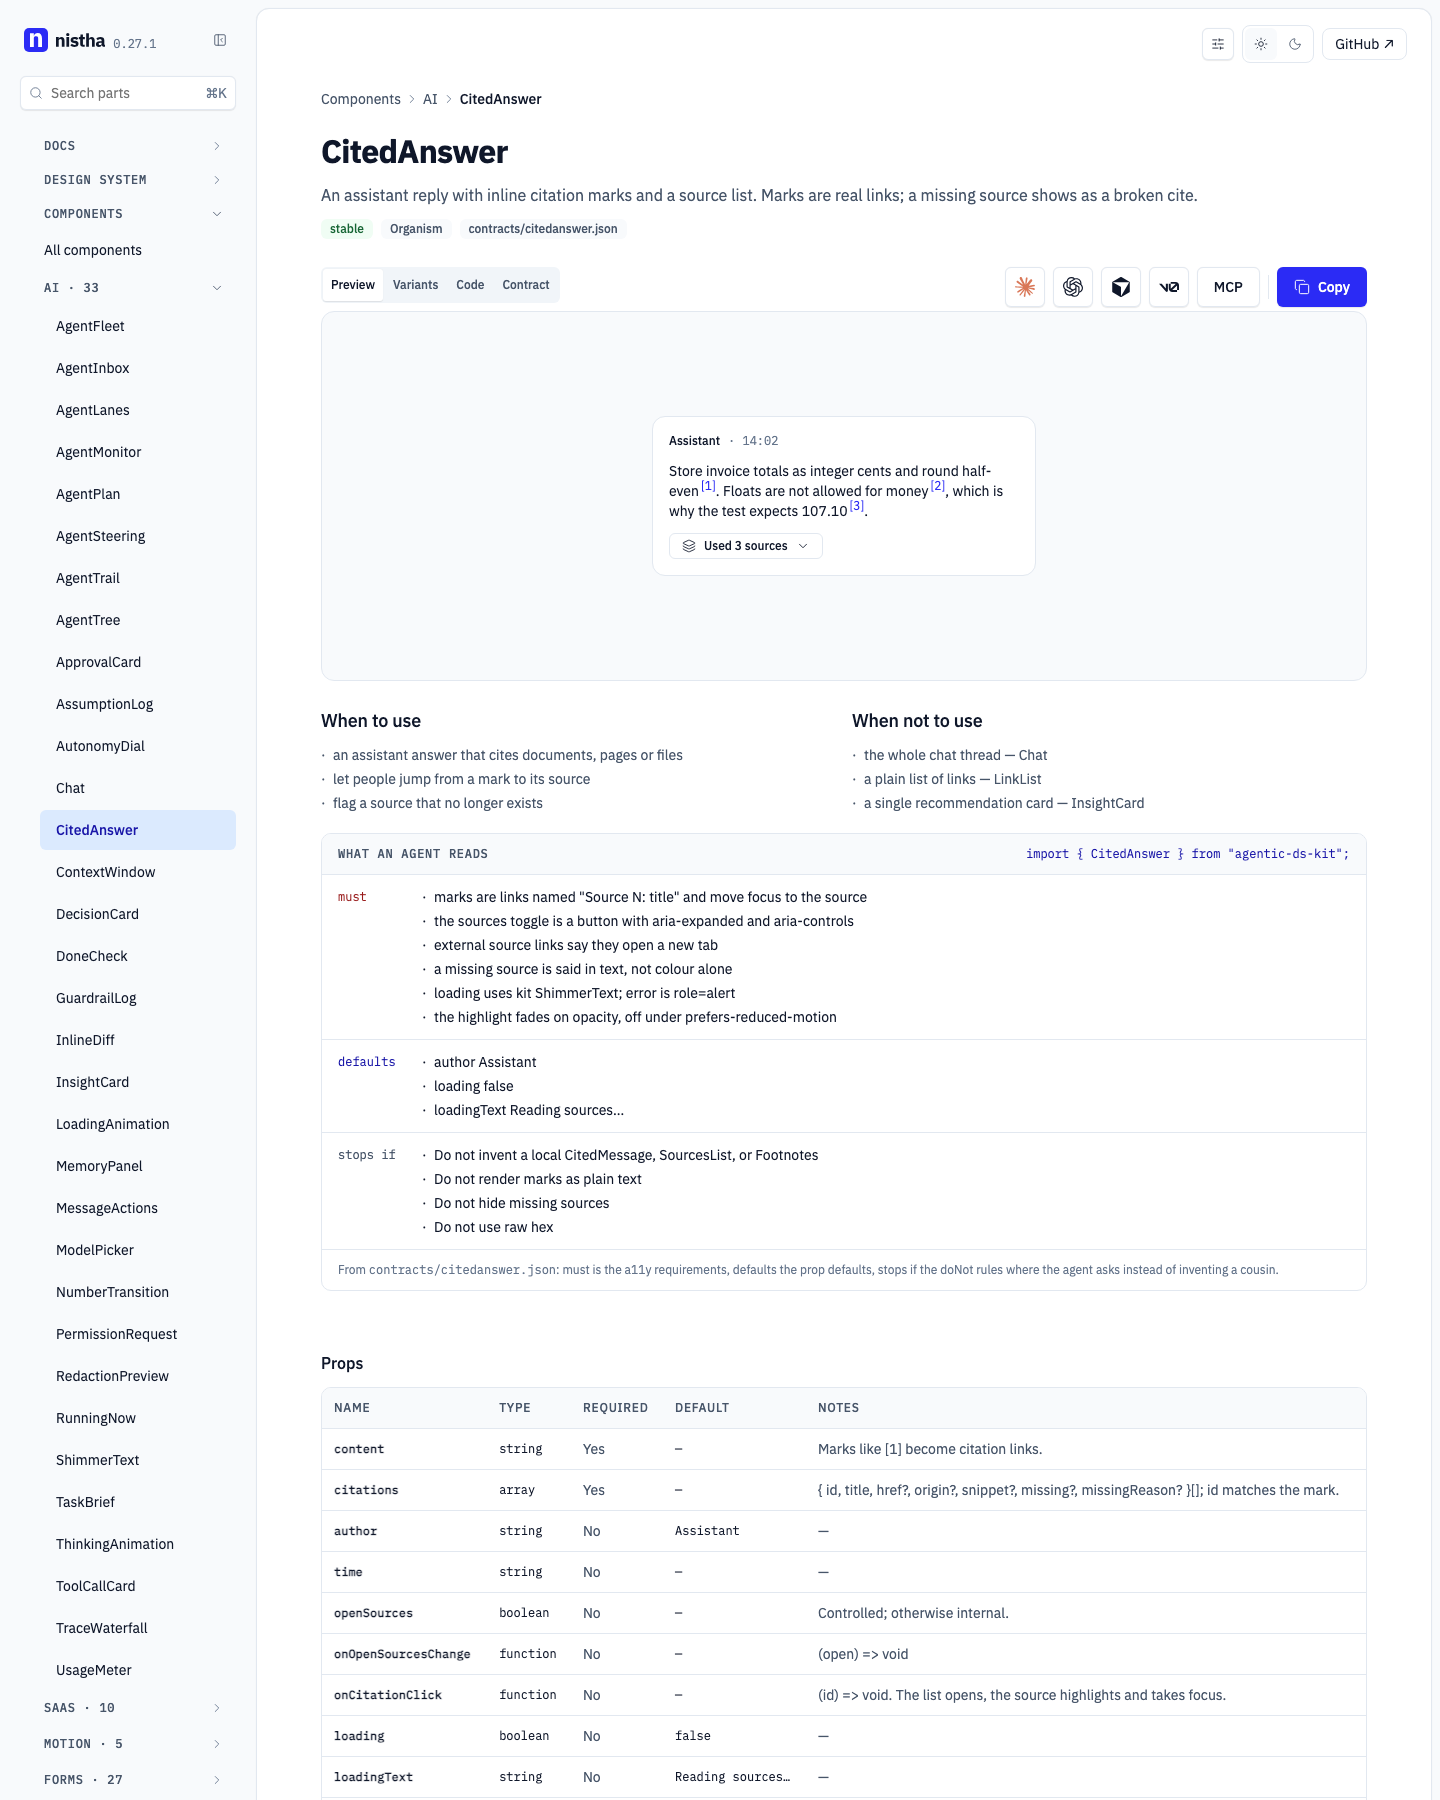 n nistha 0.27.1
Search parts ⌘K
DOCS
DESIGN SYSTEM
COMPONENTS
All components
AI · 33
AgentFleet
AgentInbox
AgentLanes
AgentMonitor
AgentPlan
AgentSteering
AgentTrail
AgentTree
ApprovalCard
AssumptionLog
AutonomyDial
Chat
CitedAnswer
ContextWindow
DecisionCard
DoneCheck
GuardrailLog
InlineDiff
InsightCard
LoadingAnimation
MemoryPanel
MessageActions
ModelPicker
NumberTransition
PermissionRequest
RedactionPreview
RunningNow
ShimmerText
TaskBrief
ThinkingAnimation
ToolCallCard
TraceWaterfall
UsageMeter
SAAS · 10
MOTION · 5
FORMS · 27
GitHub ↗
Components > AI > CitedAnswer
CitedAnswer
An assistant reply with inline citation marks and a source list. Marks are real links; a missing source shows as a broken cite.
stable Organism contracts/citedanswer.json
Preview Variants Code Contract
v0 MCP Copy
Assistant · 14:02
Store invoice totals as integer cents and round half-
even[1]. Floats are not allowed for money[2], which is
why the test expects 107.10[3].
Used 3 sources
When to use
· an assistant answer that cites documents, pages or files
· let people jump from a mark to its source
· flag a source that no longer exists
When not to use
· the whole chat thread — Chat
· a plain list of links — LinkList
· a single recommendation card — InsightCard
WHAT AN AGENT READS import { CitedAnswer } from "agentic-ds-kit";
must · marks are links named "Source N: title" and move focus to the source
· the sources toggle is a button with aria-expanded and aria-controls
· external source links say they open a new tab
· a missing source is said in text, not colour alone
· loading uses kit ShimmerText; error is role=alert
· the highlight fades on opacity, off under prefers-reduced-motion
defaults · author Assistant
· loading false
· loadingText Reading sources…
stops if · Do not invent a local CitedMessage, SourcesList, or Footnotes
· Do not render marks as plain text
· Do not hide missing sources
· Do not use raw hex
From contracts/citedanswer.json: must is the a11y requirements, defaults the prop defaults, stops if the doNot rules where the agent asks instead of inventing a cousin.
Props
NAME TYPE REQUIRED DEFAULT NOTES
content string Yes — Marks like [1] become citation links.
citations array Yes — { id, title, href?, origin?, snippet?, missing?, missingReason? }[]; id matches the mark.
author string No Assistant —
time string No — —
openSources boolean No — Controlled; otherwise internal.
onOpenSourcesChange function No — (open) => void
onCitationClick function No — (id) => void. The list opens, the source highlights and takes focus.
loading boolean No false —
loadingText string No Reading sources… —